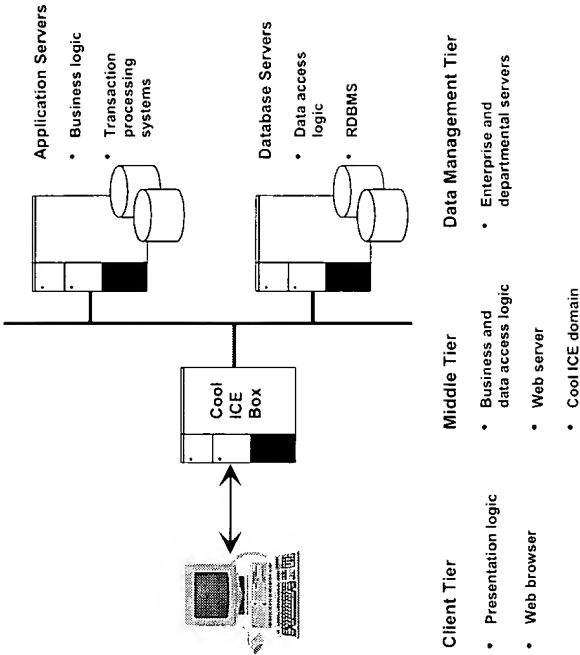 Application Servers
• Business logic
• Transaction
processing
systems
Database Servers
• Data access
logic
• RDBMS
Cool
ICE
Box
Client Tier
• Presentation logic
• Web browser
Middle Tier
• Business and
data access logic
• Web server
• Cool ICE domain
Data Management Tier
• Enterprise and
departmental servers